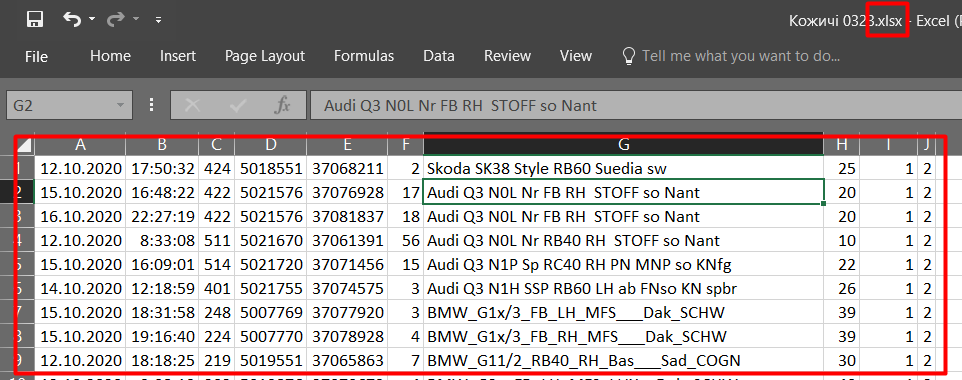 Кожичі 0323.xlsx - Excel (
File Home Insert Page Layout Formulas Data Review View Tell me what you want to do...
G2 fx Audi Q3 N0L Nr FB RH  STOFF so Nant
A B C D E F G H I J
1 12.10.2020 17:50:32 424 5018551 37068211 2 Skoda SK38 Style RB60 Suedia sw 25 1 2
2 15.10.2020 16:48:22 422 5021576 37076928 17 Audi Q3 N0L Nr FB RH  STOFF so Nant 20 1 2
3 16.10.2020 22:27:19 422 5021576 37081837 18 Audi Q3 N0L Nr FB RH  STOFF so Nant 20 1 2
4 12.10.2020 8:33:08 511 5021670 37061391 56 Audi Q3 N0L Nr RB40 RH  STOFF so Nant 10 1 2
5 15.10.2020 16:09:01 514 5021720 37071456 15 Audi Q3 N1P Sp RC40 RH PN MNP so KNfg 22 1 2
6 14.10.2020 12:18:59 401 5021755 37074575 3 Audi Q3 N1H SSP RB60 LH ab FNso KN spbr 26 1 2
7 15.10.2020 18:31:58 248 5007769 37077920 3 BMW_G1x/3_FB_LH_MFS___Dak_SCHW 39 1 2
8 15.10.2020 19:16:40 224 5007770 37078928 4 BMW_G1x/3_FB_RH_MFS___Dak_SCHW 39 1 2
9 12.10.2020 18:18:25 219 5019551 37065863 7 BMW_G11/2_RB40_RH_Bas___Sad_COGN 30 1 2